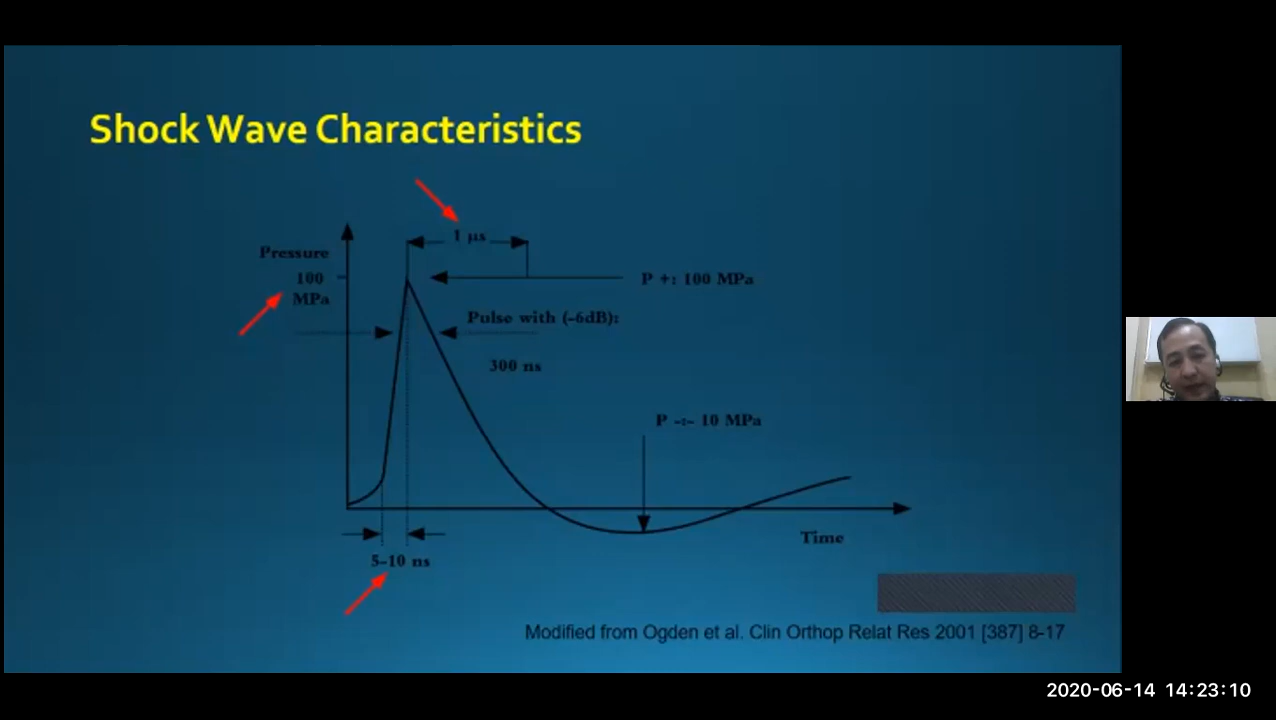 Shock Wave Characteristics
1 µs
Pressure
100
MPa
P +: 100 MPa
Pulse with (-6dB):
300 ns
P -:- 10 MPa
Time
5-10 ns
Modified from Ogden et al. Clin Orthop Relat Res 2001 [387] 8-17
2020-06-14 14:23:10